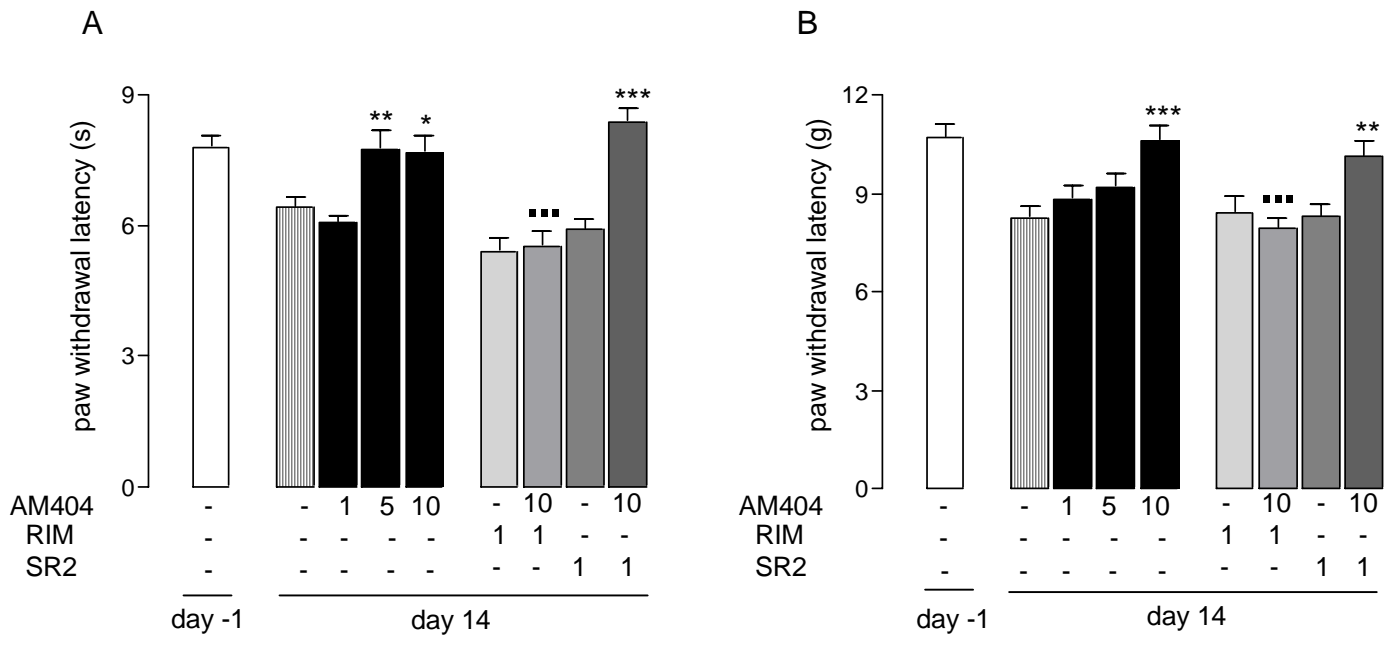 A
paw withdrawal latency (s)
9
6
3
0
** * *** ▪▪▪
AM404 - - 1 5 10 - 10 - 10
RIM - - - - - 1 1 - -
SR2 - - - - - - - 1 1
day -1 day 14
B
paw withdrawal latency (g)
12
9
6
3
0
*** ** ▪▪▪
AM404 - - 1 5 10 - 10 - 10
RIM - - - - - 1 1 - -
SR2 - - - - - - - 1 1
day -1 day 14